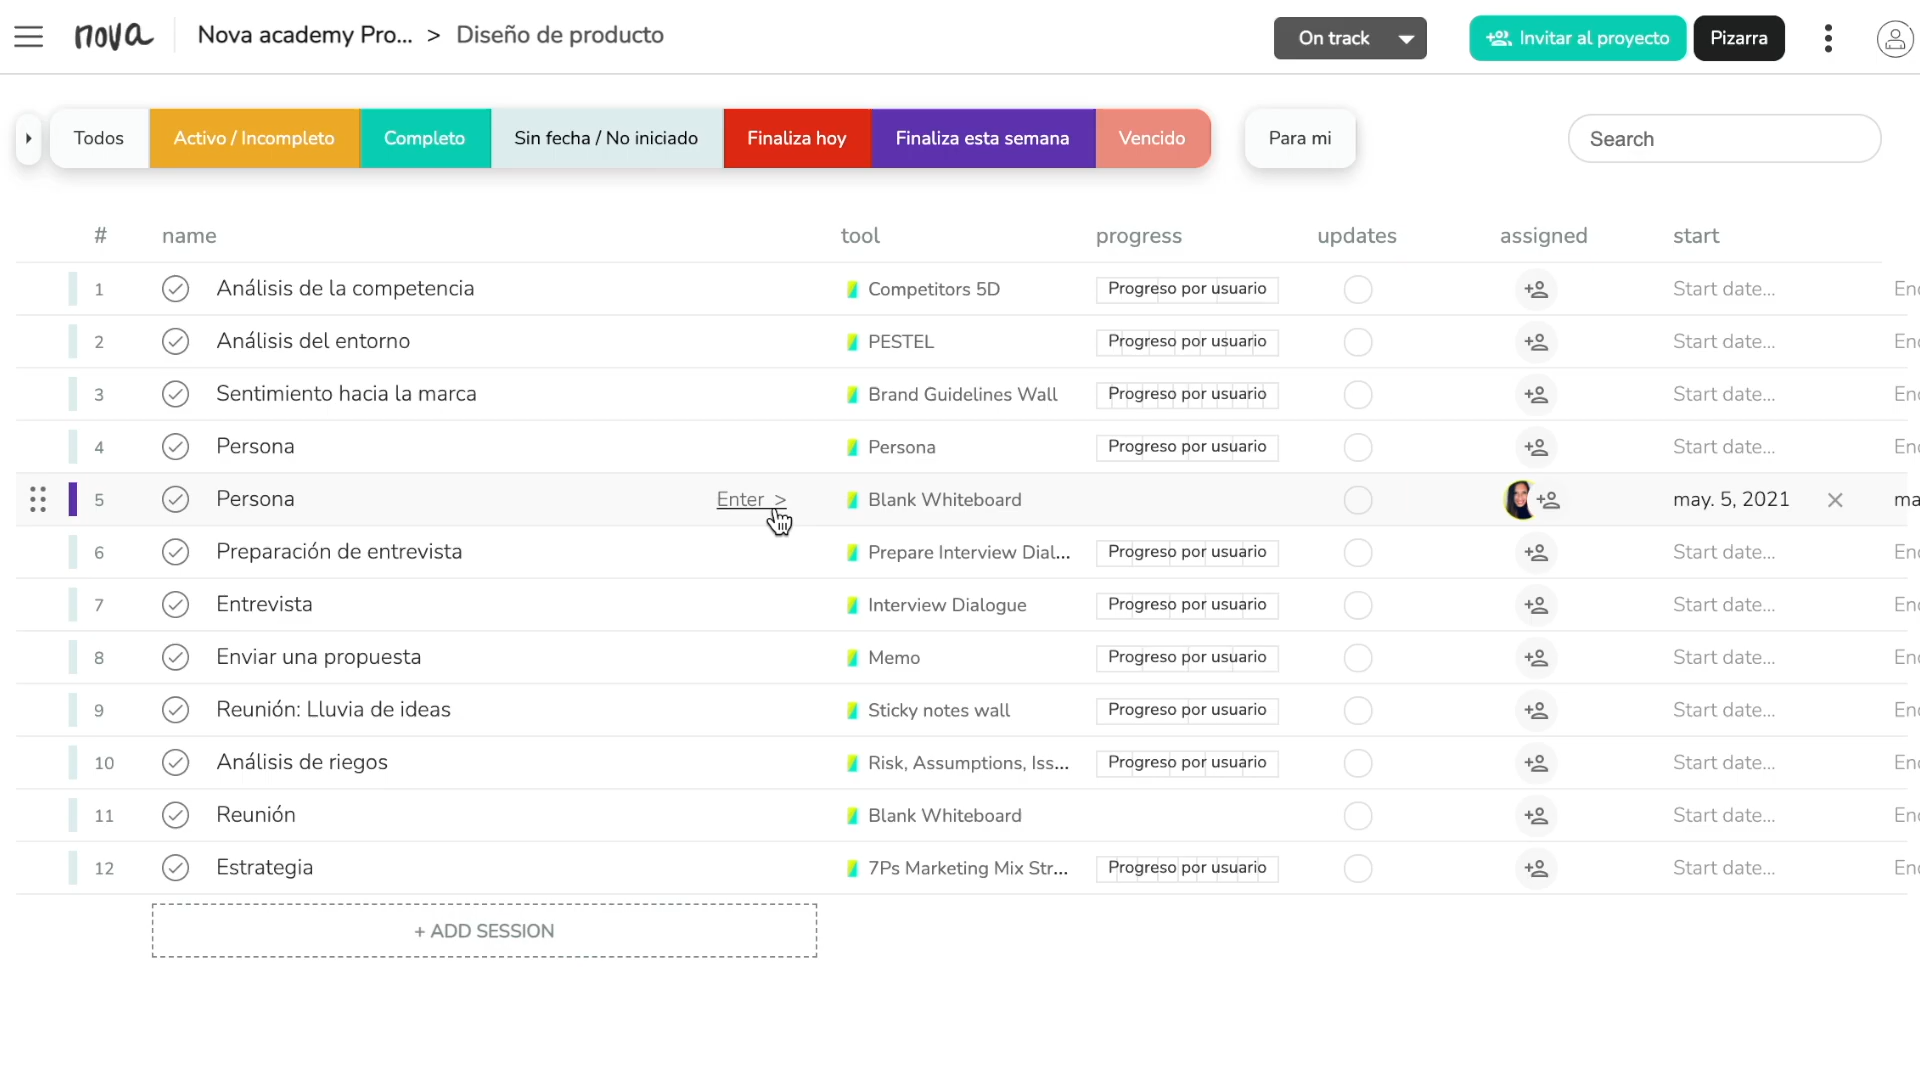 nova
Nova academy Pro... > Diseño de producto
On track
Invitar al proyecto
Pizarra
Todos
Activo / Incompleto
Completo
Sin fecha / No iniciado
Finaliza hoy
Finaliza esta semana
Vencido
Para mi
Search
# name tool progress updates assigned start
1 Análisis de la competencia Competitors 5D Progreso por usuario Start date...
2 Análisis del entorno PESTEL Progreso por usuario Start date...
3 Sentimiento hacia la marca Brand Guidelines Wall Progreso por usuario Start date...
4 Persona Persona Progreso por usuario Start date...
5 Persona Enter > Blank Whiteboard may. 5, 2021
6 Preparación de entrevista Prepare Interview Dial... Progreso por usuario Start date...
7 Entrevista Interview Dialogue Progreso por usuario Start date...
8 Enviar una propuesta Memo Progreso por usuario Start date...
9 Reunión: Lluvia de ideas Sticky notes wall Progreso por usuario Start date...
10 Análisis de riegos Risk, Assumptions, Iss... Progreso por usuario Start date...
11 Reunión Blank Whiteboard Start date...
12 Estrategia 7Ps Marketing Mix Str... Progreso por usuario Start date...
+ ADD SESSION